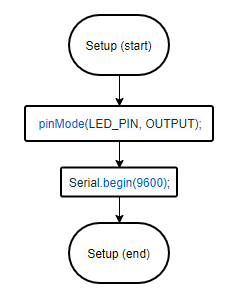 Setup (start)
pinMode(LED_PIN, OUTPUT);
Serial.begin(9600);
Setup (end)